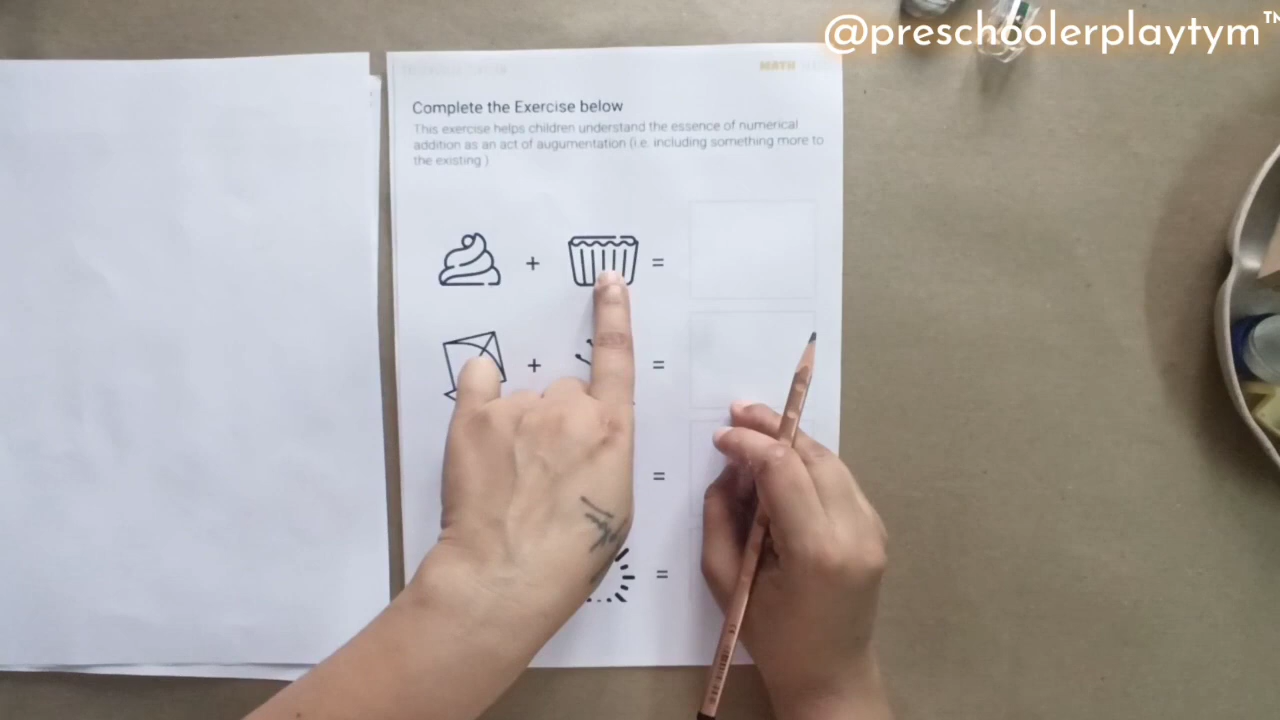 @preschoolerplaytym™
MATH
Complete the Exercise below
This exercise helps children understand the essence of numerical
addition as an act of augumentation (i.e. including something more to
the existing )
+ =
+ =
=
=